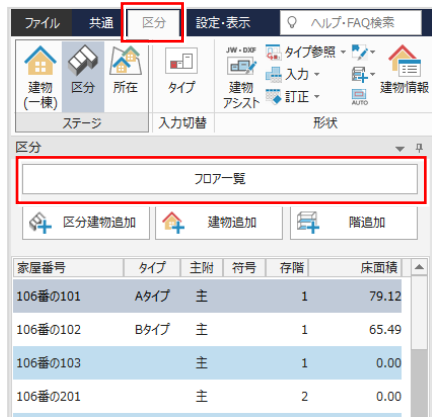 ファイル 共通 区分 設定・表示 ヘルプ・FAQ検索
建物
(一棟)
区分
所在
タイプ
JW・DXF
建物
アシスト
タイプ参照
入力
訂正
AUTO
建物情報
ステージ 入力切替 形状
区分
フロア一覧
区分建物追加 建物追加 階追加
家屋番号 タイプ 主附 符号 存階 床面積
106番の101 Aタイプ 主 1 79.12
106番の102 Bタイプ 主 1 65.49
106番の103 主 1 0.00
106番の201 主 2 0.00